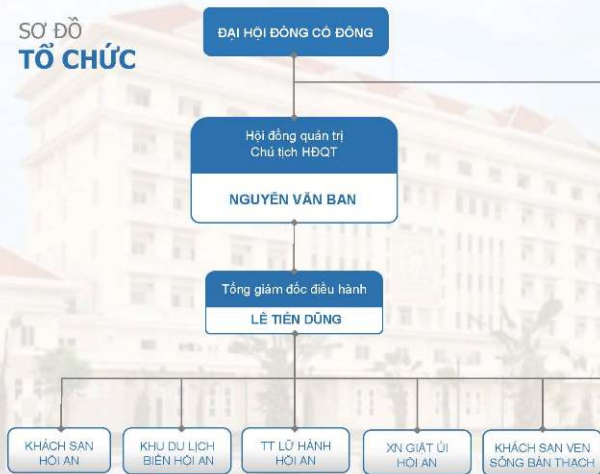 SƠ ĐỒ
TỔ CHỨC
ĐẠI HỘI ĐỒNG CỔ ĐÔNG
Hội đồng quản trị
Chủ tịch HĐQT
NGUYỄN VĂN BAN
Tổng giám đốc điều hành
LÊ TIẾN DŨNG
KHÁCH SẠN
HỘI AN
KHU DU LỊCH
BIỂN HỘI AN
TT LỮ HÀNH
HỘI AN
XN GIẶT ỦI
HỘI AN
KHÁCH SẠN VEN
SÔNG BÀN THẠCH